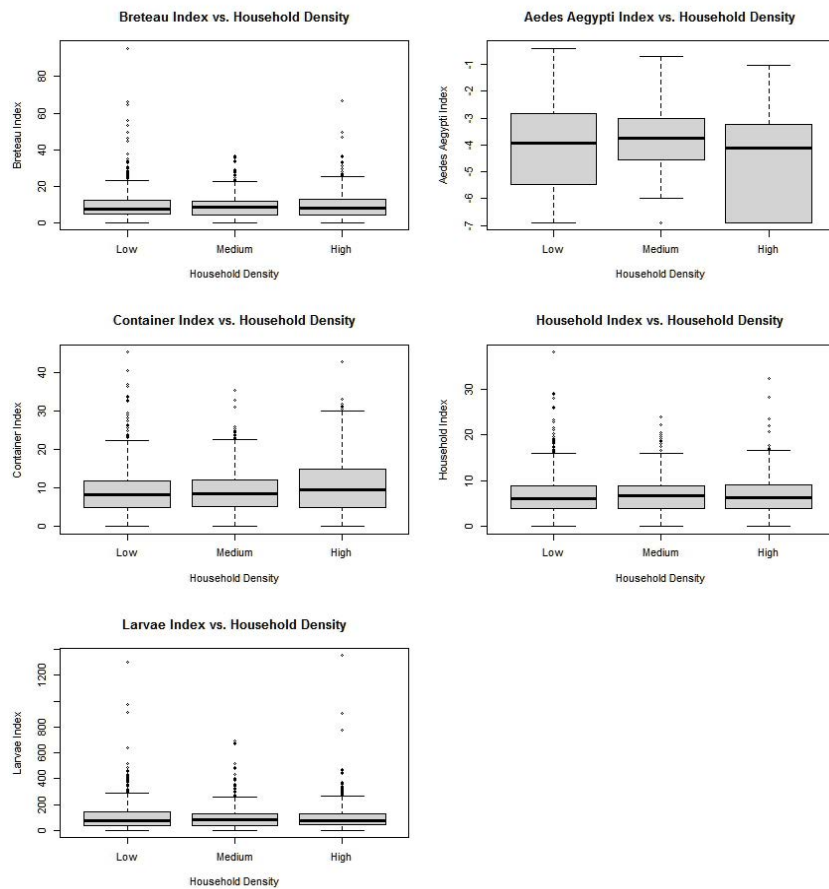 Breteau Index vs. Household Density
Breteau Index
0 20 40 60 80
Low Medium High
Household Density
Aedes Aegypti Index vs. Household Density
Aedes Aegypti Index
-7 -6 -5 -4 -3 -2 -1
Low Medium High
Household Density
Container Index vs. Household Density
Container Index
0 10 20 30 40
Low Medium High
Household Density
Household Index vs. Household Density
Household Index
0 10 20 30
Low Medium High
Household Density
Larvae Index vs. Household Density
Larvae Index
0 200 400 600 800 1200
Low Medium High
Household Density